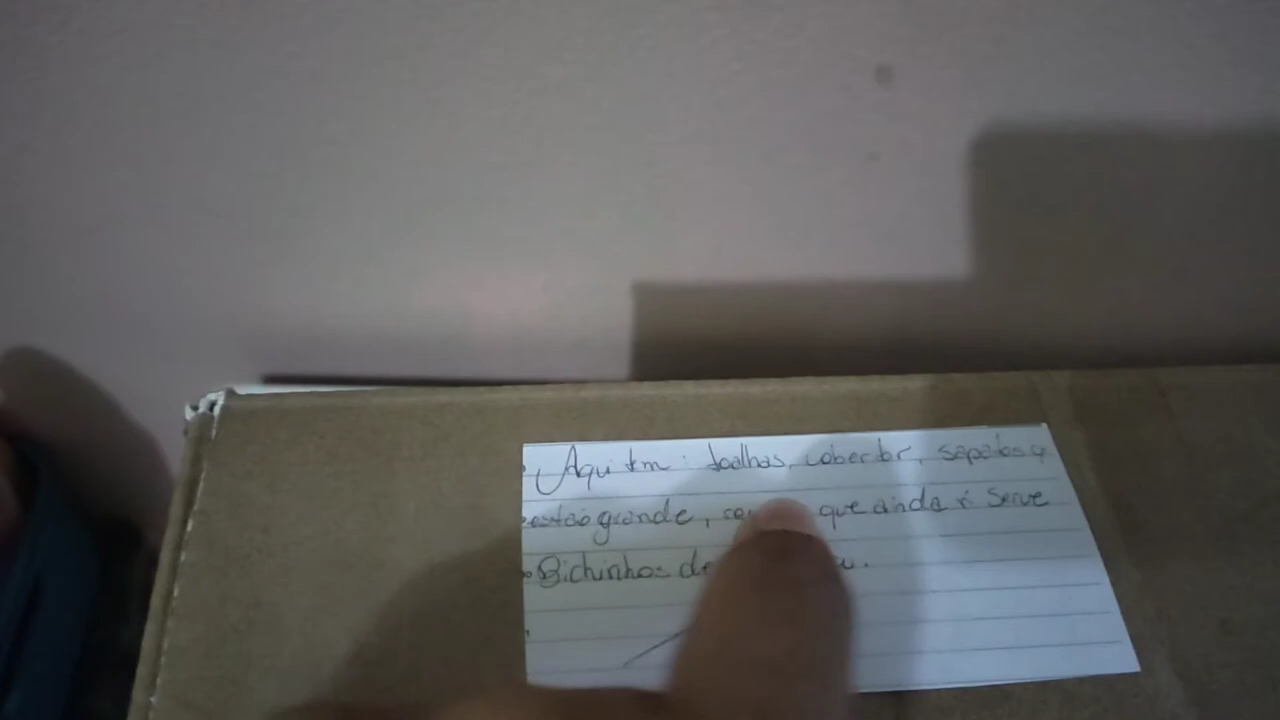 Aqui tem: toalhas, cobertor, sapatos q
estão grande, que ainda ñ serve
Bichinhos de